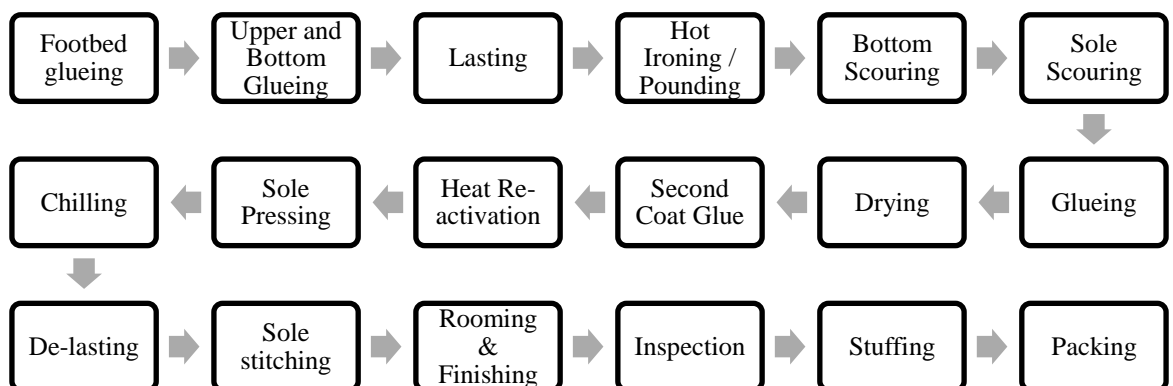 Footbed
glueing
Upper and
Bottom
Glueing
Lasting
Hot
Ironing /
Pounding
Bottom
Scouring
Sole
Scouring
Glueing
Drying
Second
Coat Glue
Heat Re-
activation
Sole
Pressing
Chilling
De-lasting
Sole
stitching
Rooming
&
Finishing
Inspection
Stuffing
Packing